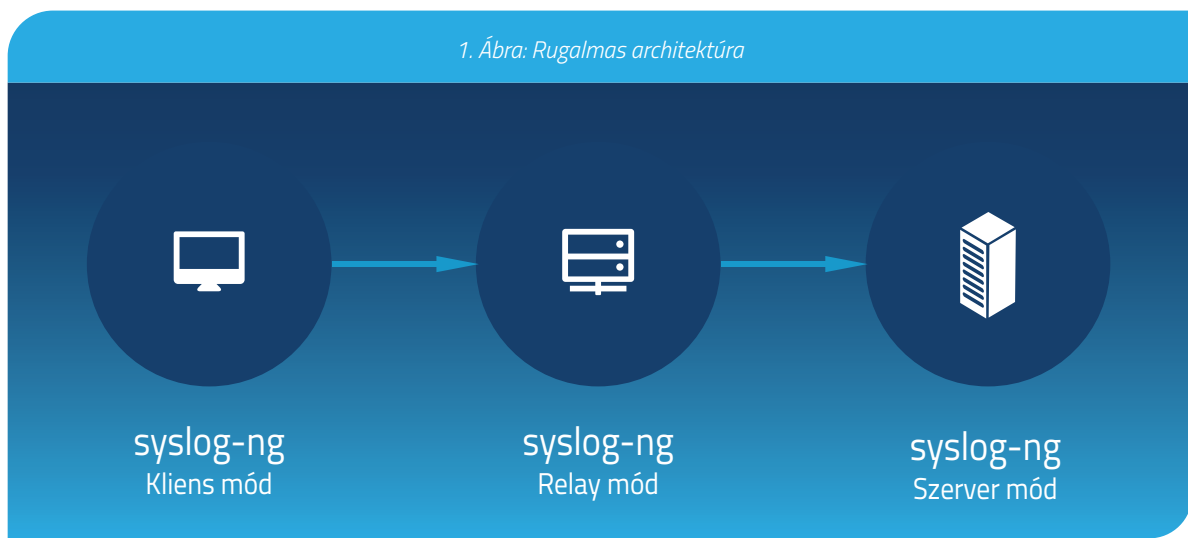 1. Ábra: Rugalmas architektúra
syslog-ng
Kliens mód
syslog-ng
Relay mód
syslog-ng
Szerver mód